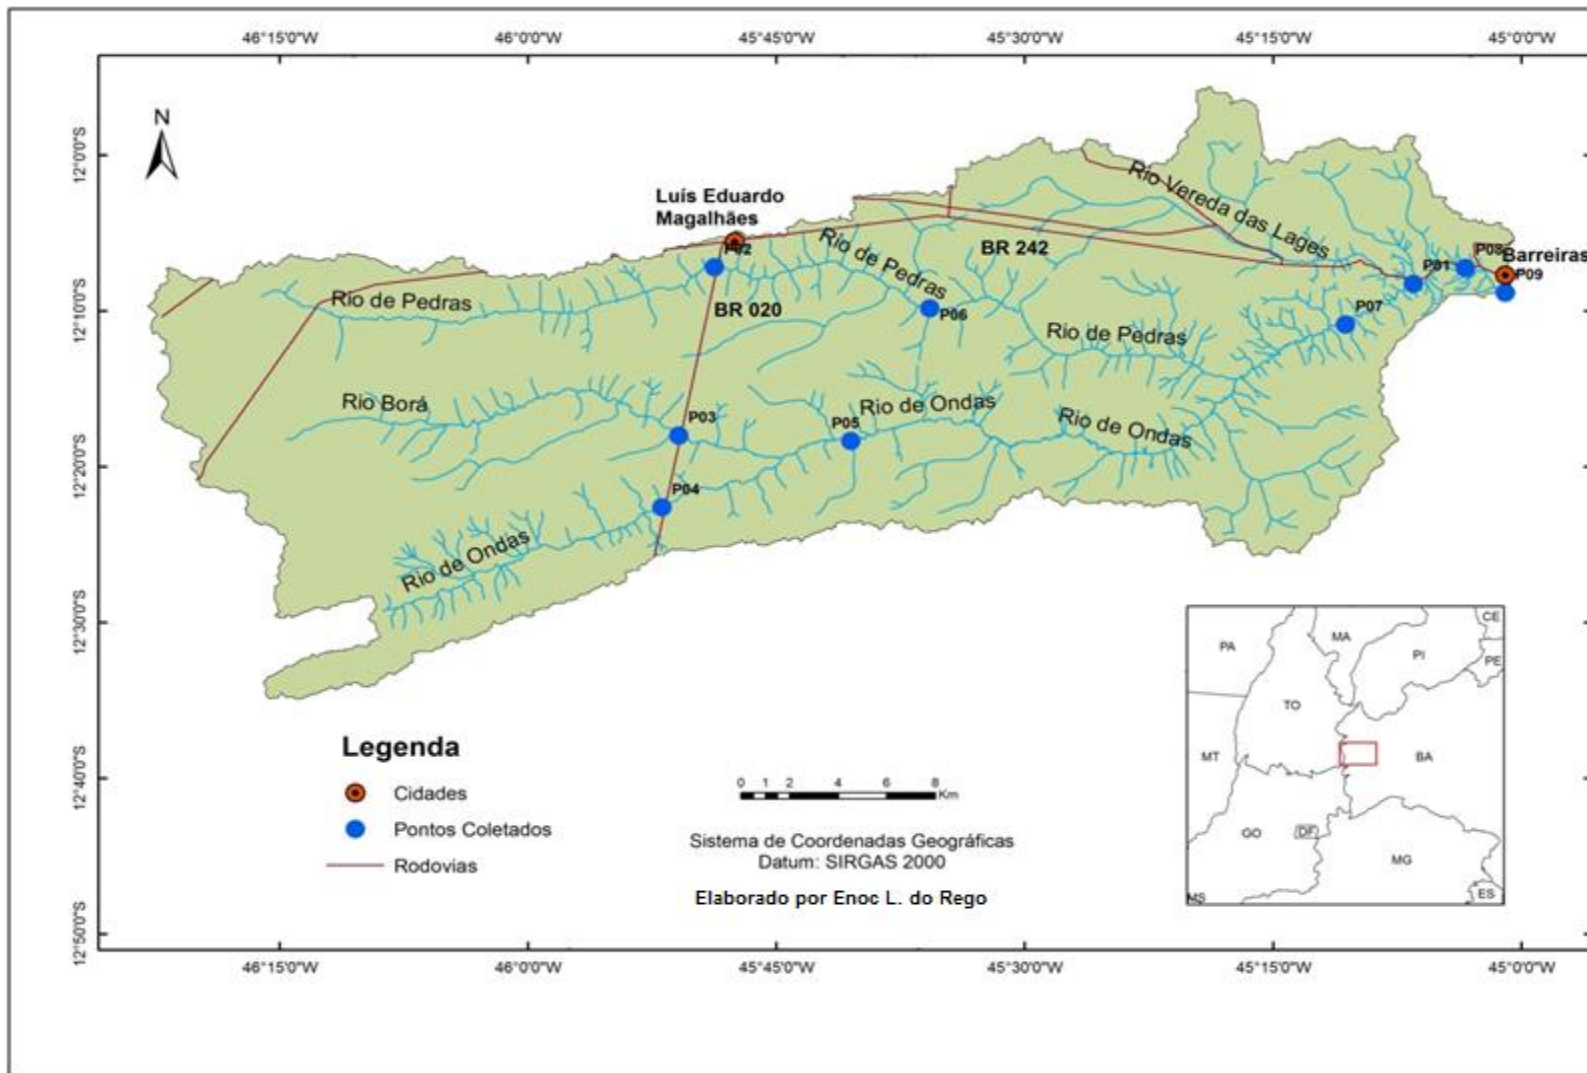 46°15'0"W 46°0'0"W 45°45'0"W 45°30'0"W 45°15'0"W 45°0'0"W
N
12°0'0"S
12°10'0"S
12°20'0"S
12°30'0"S
12°40'0"S
12°50'0"S
Luís Eduardo
Magalhães
P02
Rio de Pedras
BR 020
Rio de Pedras
P06
BR 242
Rio Vereda das Lages
P08
Barreiras
P01
P09
P07
Rio de Pedras
Rio Borá
P03
P05
Rio de Ondas
Rio de Ondas
P04
Rio de Ondas
Legenda
Cidades
Pontos Coletados
Rodovias
0 1 2 4 6 8
Km
Sistema de Coordenadas Geográficas
Datum: SIRGAS 2000
Elaborado por Enoc L. do Rego
PA
MA
CE
PI
PE
TO
MT
BA
GO
DF
MG
MS
ES
46°15'0"W 46°0'0"W 45°45'0"W 45°30'0"W 45°15'0"W 45°0'0"W